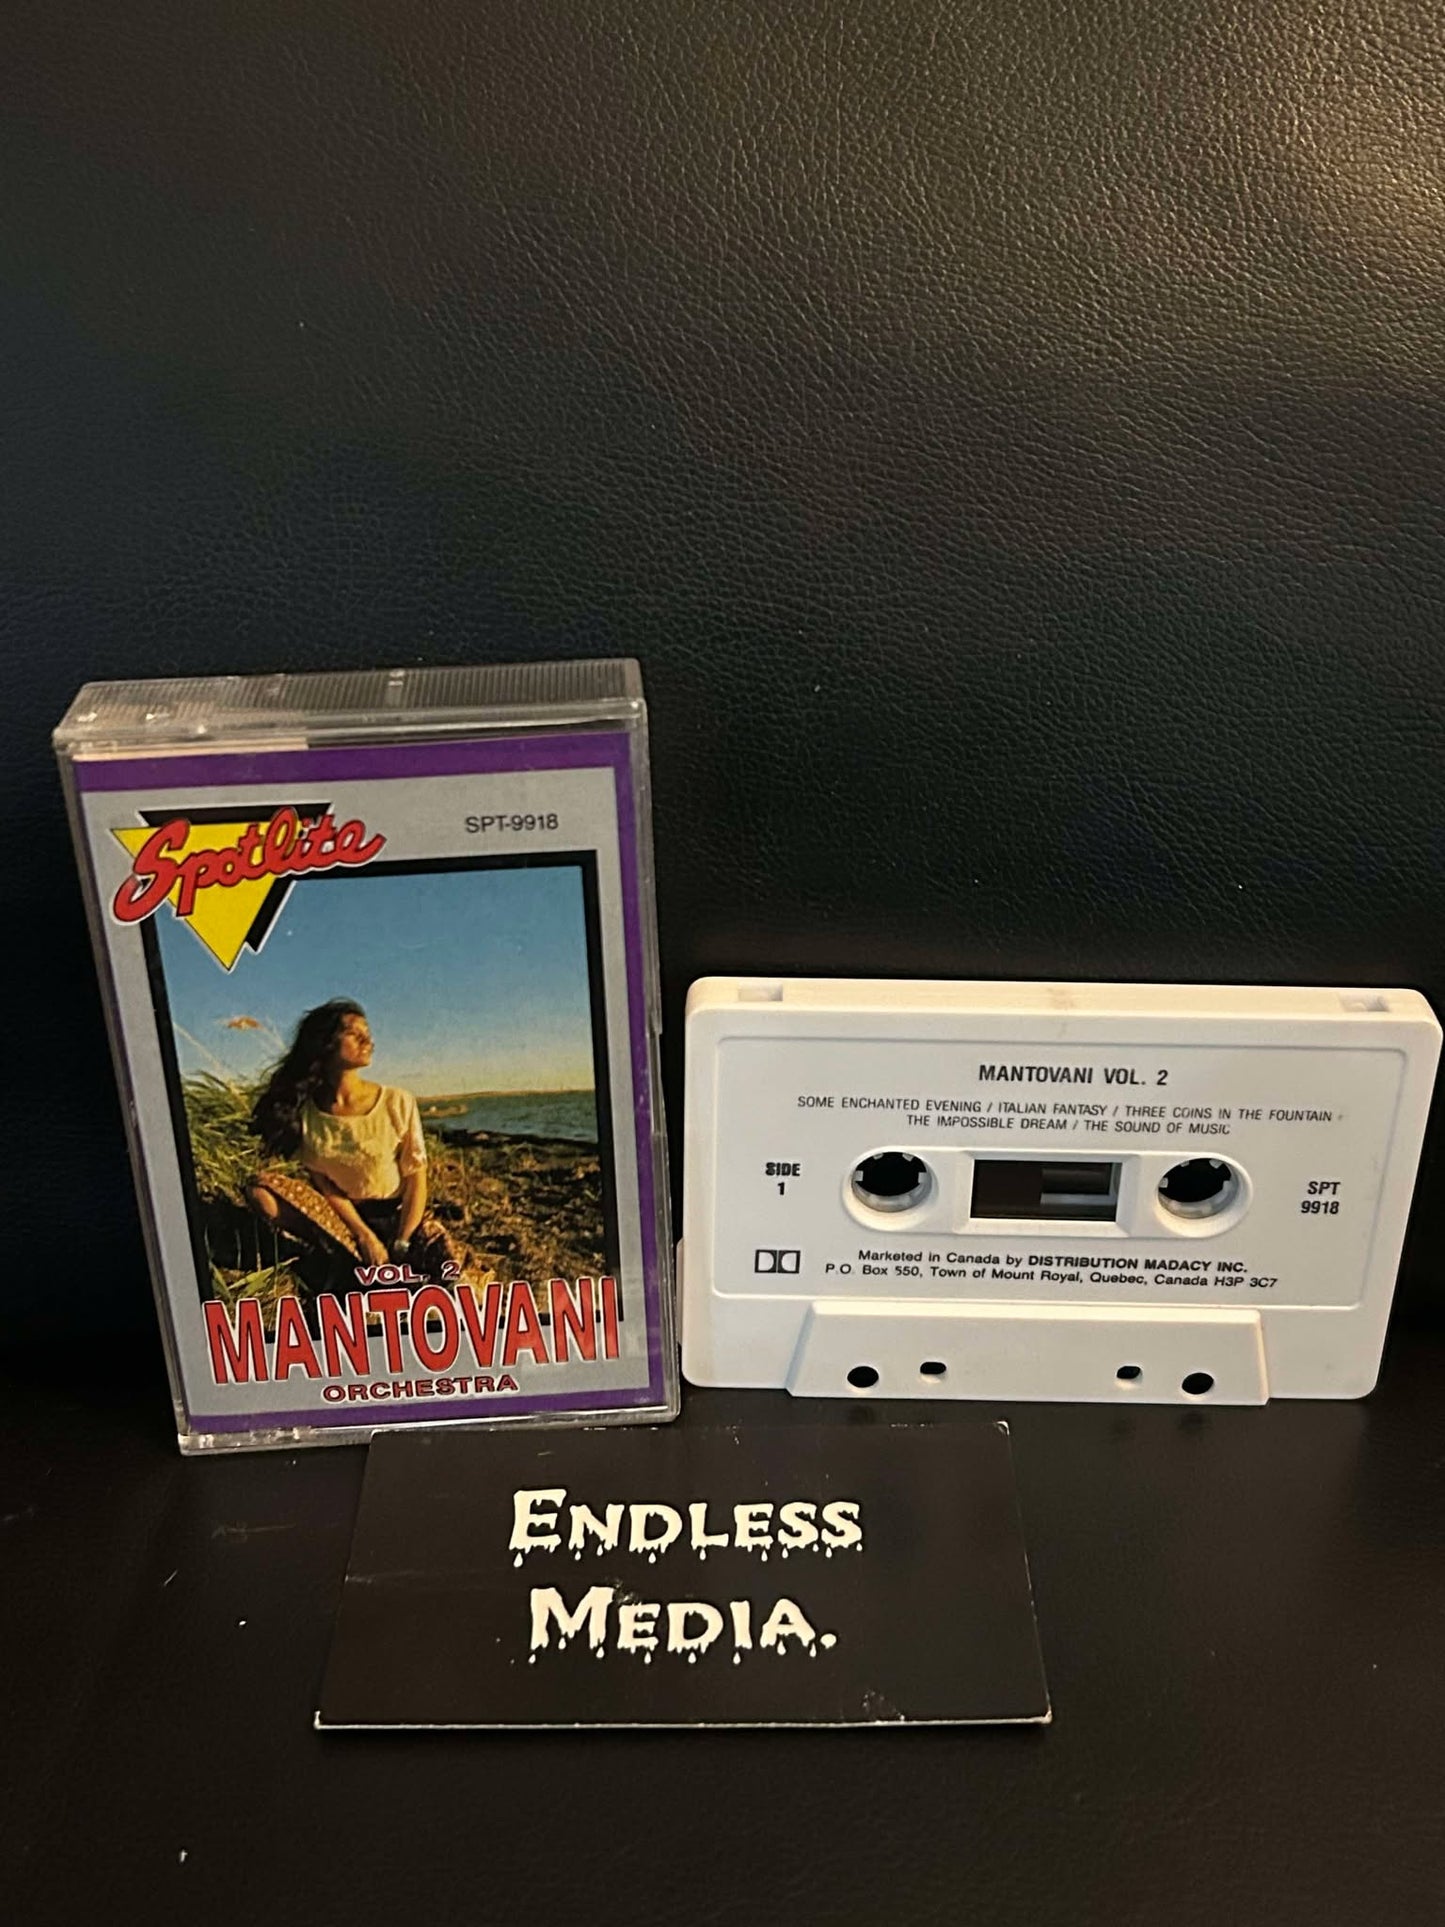 Spotlite
SPT-9918
VOL. 2
MANTOVANI
ORCHESTRA
MANTOVANI VOL. 2
SOME ENCHANTED EVENING / ITALIAN FANTASY / THREE COINS IN THE FOUNTAIN /
THE IMPOSSIBLE DREAM / THE SOUND OF MUSIC
SIDE
1
SPT
9918
Marketed in Canada by DISTRIBUTION MADACY INC.
P.O. Box 550, Town of Mount Royal, Quebec, Canada H3P 3C7
ENDLESS
MEDIA.